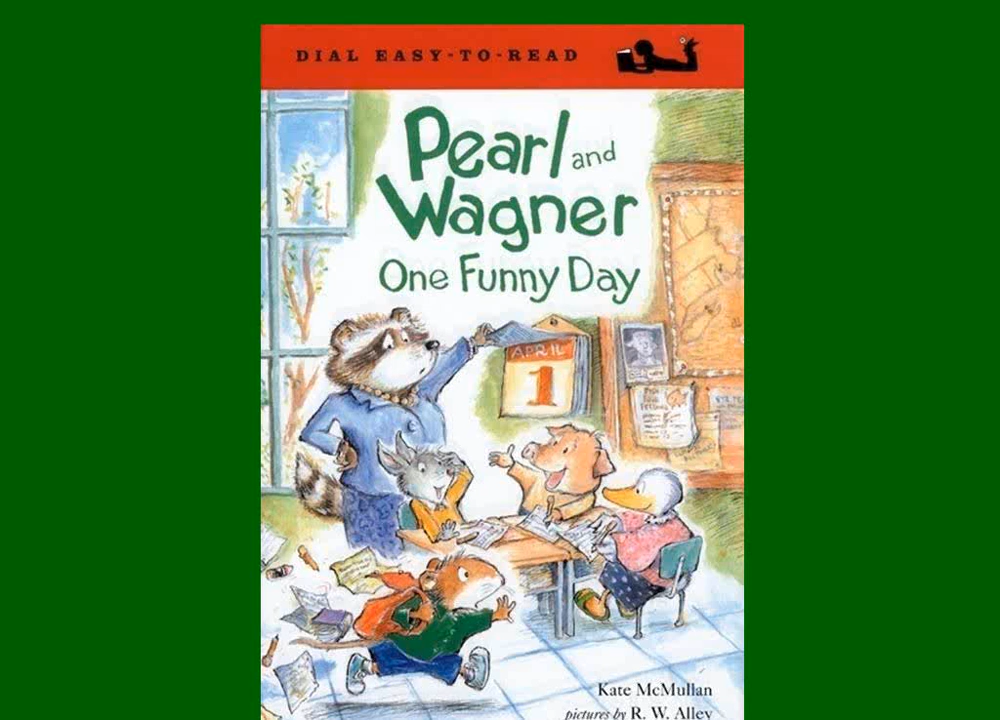 DIAL EASY-TO-READ
Pearl and
Wagner
One Funny Day
APRIL
1
Kate McMullan
pictures by R. W. Alley